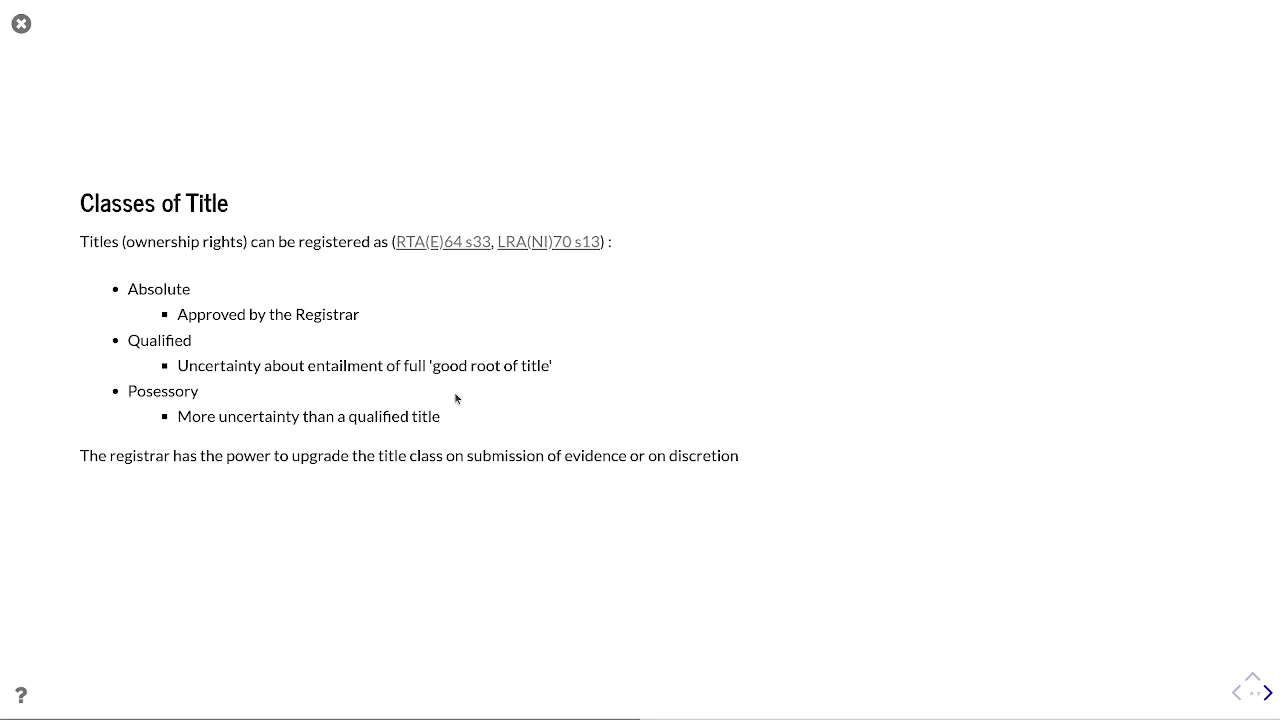 Classes of Title
Titles (ownership rights) can be registered as (RTA(E)64 s33, LRA(NI)70 s13) :
• Absolute
▪ Approved by the Registrar
• Qualified
▪ Uncertainty about entailment of full 'good root of title'
• Posessory
▪ More uncertainty than a qualified title
The registrar has the power to upgrade the title class on submission of evidence or on discretion
?